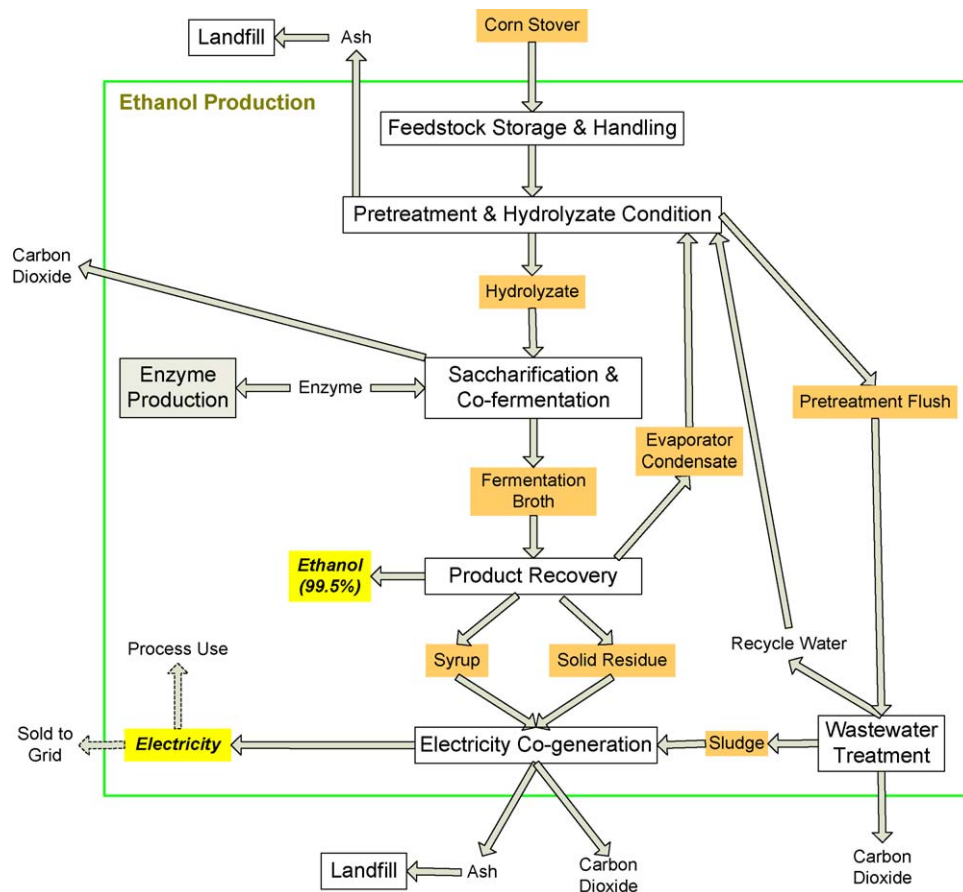 Corn Stover
Landfill
Ash
Ethanol Production
Feedstock Storage & Handling
Pretreatment & Hydrolyzate Condition
Carbon
Dioxide
Hydrolyzate
Enzyme
Production
Enzyme
Saccharification &
Co-fermentation
Pretreatment Flush
Evaporator
Condensate
Fermentation
Broth
Ethanol
(99.5%)
Product Recovery
Process Use
Recycle Water
Syrup
Solid Residue
Sold to
Grid
Electricity
Electricity Co-generation
Sludge
Wastewater
Treatment
Landfill
Ash
Carbon
Dioxide
Carbon
Dioxide